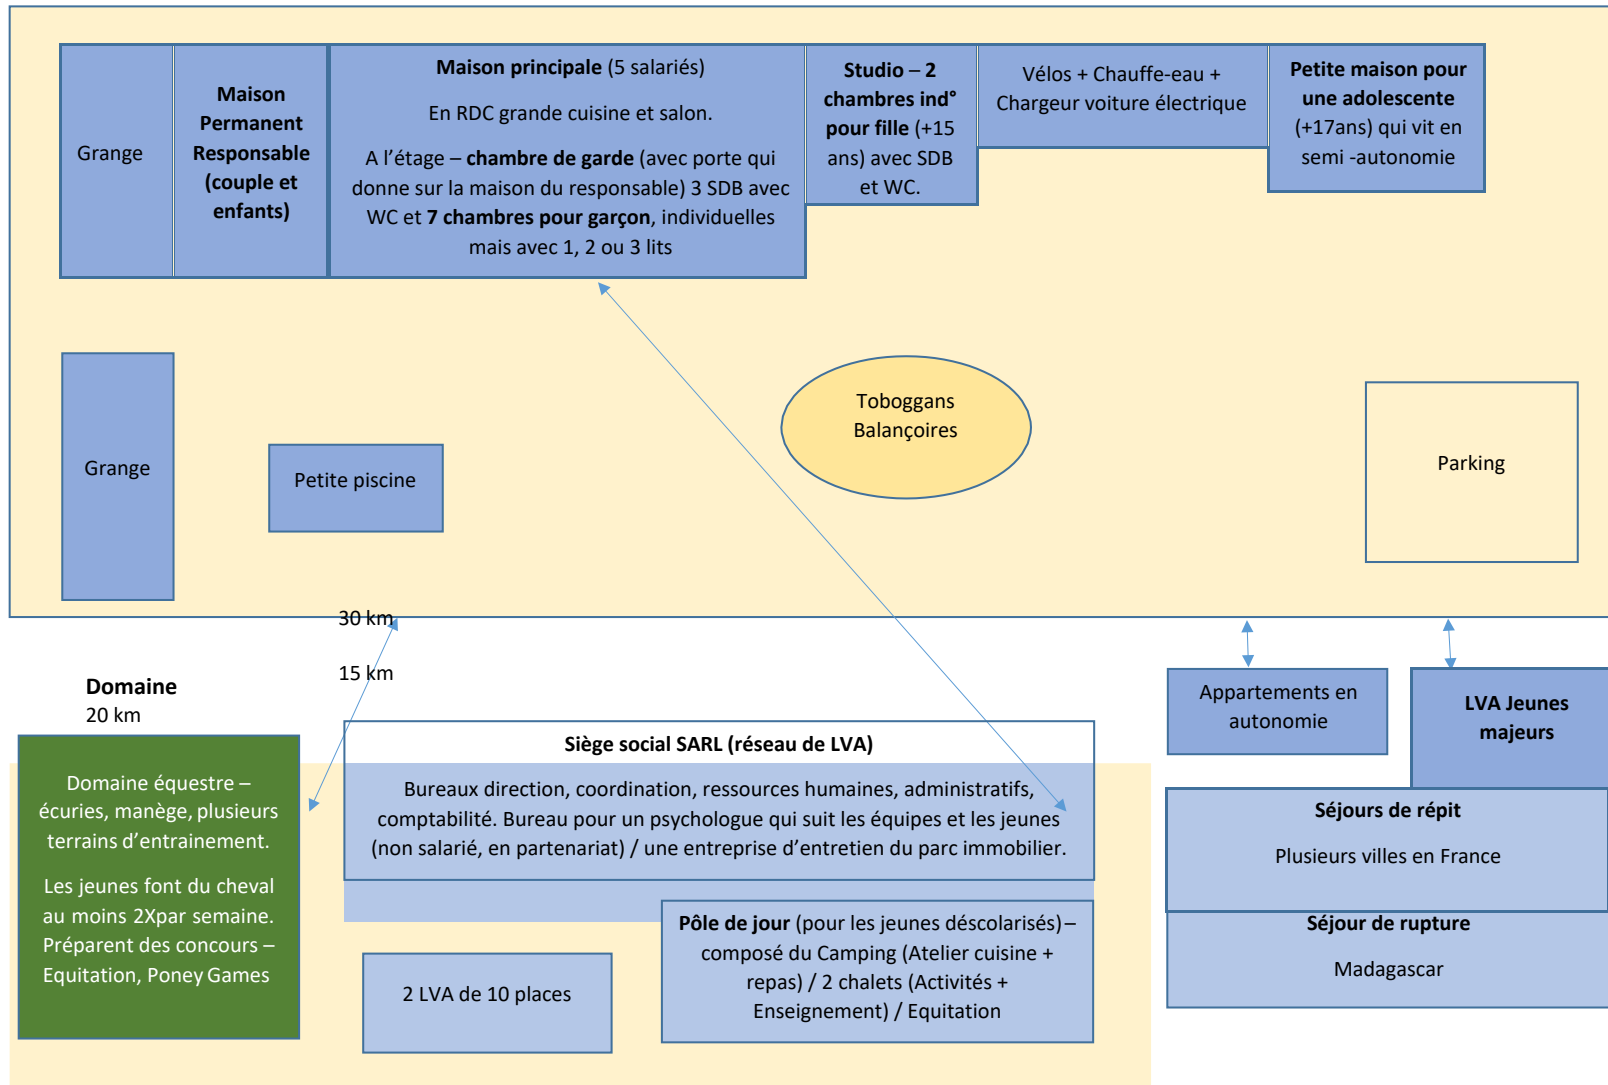 Grange
Maison
Permanent
Responsable
(couple et
enfants)
Maison principale (5 salariés)
En RDC grande cuisine et salon.
A l'étage – chambre de garde (avec porte qui
donne sur la maison du responsable) 3 SDB avec
WC et 7 chambres pour garçon, individuelles
mais avec 1, 2 ou 3 lits
Studio – 2
chambres ind°
pour fille (+15
ans) avec SDB
et WC.
Vélos + Chauffe-eau +
Chargeur voiture électrique
Petite maison pour
une adolescente
(+17ans) qui vit en
semi -autonomie
Grange
Petite piscine
Toboggans
Balançoires
Parking
30 km
15 km
Domaine
20 km
Domaine équestre –
écuries, manège, plusieurs
terrains d'entrainement.
Les jeunes font du cheval
au moins 2Xpar semaine.
Préparent des concours –
Equitation, Poney Games
Siège social SARL (réseau de LVA)
Bureaux direction, coordination, ressources humaines, administratifs,
comptabilité. Bureau pour un psychologue qui suit les équipes et les jeunes
(non salarié, en partenariat) / une entreprise d'entretien du parc immobilier.
2 LVA de 10 places
Pôle de jour (pour les jeunes déscolarisés) –
composé du Camping (Atelier cuisine +
repas) / 2 chalets (Activités +
Enseignement) / Equitation
Appartements en
autonomie
LVA Jeunes
majeurs
Séjours de répit
Plusieurs villes en France
Séjour de rupture
Madagascar